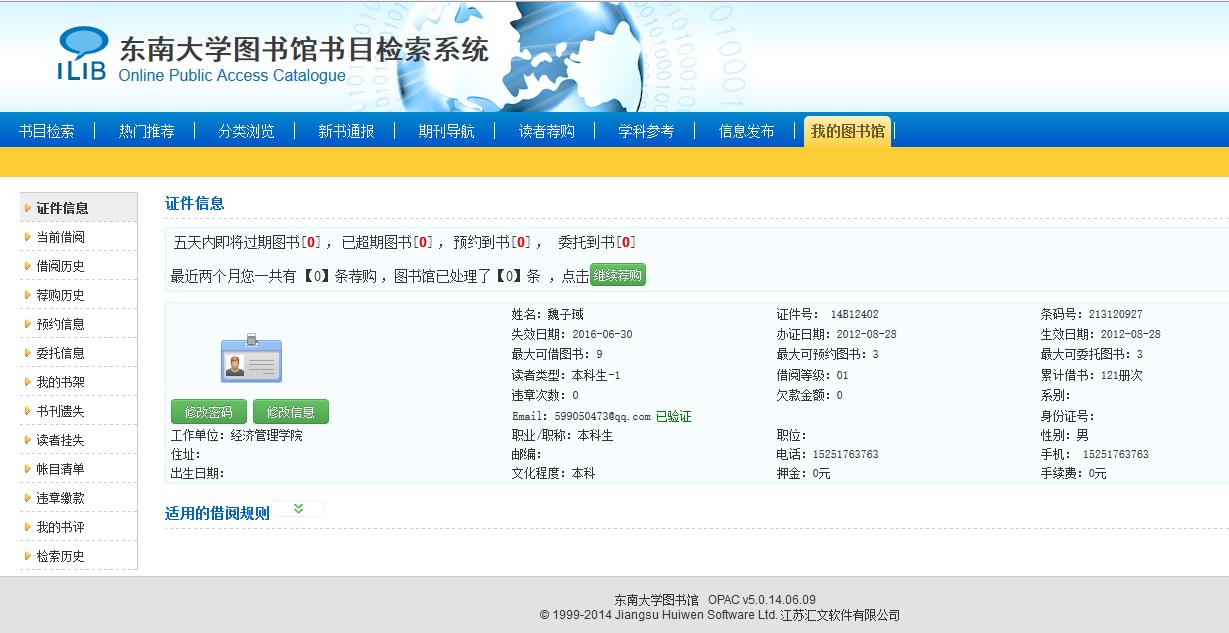 ILIB
东南大学图书馆书目检索系统
Online Public Access Catalogue
书目检索 热门推荐 分类浏览 新书通报 期刊导航 读者荐购 学科参考 信息发布 我的图书馆
证件信息
当前借阅
借阅历史
荐购历史
预约信息
委托信息
我的书架
书刊遗失
读者挂失
帐目清单
违章缴款
我的书评
检索历史
证件信息
五天内即将过期图书[0] ，已超期图书[0] ，预约到书[0] ， 委托到书[0]
最近两个月您一共有 【0】条荐购 ，图书馆已处理了【0】条 ，点击 继续荐购
修改密码 修改信息
姓名：魏子彧 证件号： 14B12402 条码号：213120927
失效日期：2016-06-30 办证日期：2012-08-28 生效日期：2012-08-28
最大可借图书：9 最大可预约图书：3 最大可委托图书：3
读者类型：本科生-1 借阅等级：01 累计借书：121册次
违章次数：0 欠款金额：0 系别：
Email：599050473@qq.com 已验证 身份证号：
工作单位：经济管理学院 职业/职称：本科生 职位： 性别：男
住址： 邮编： 电话：15251763763 手机： 15251763763
出生日期： 文化程度：本科 押金：0元 手续费：0元
适用的借阅规则
东南大学图书馆 OPAC v5.0.14.06.09
© 1999-2014 Jiangsu Huiwen Software Ltd. 江苏汇文软件有限公司